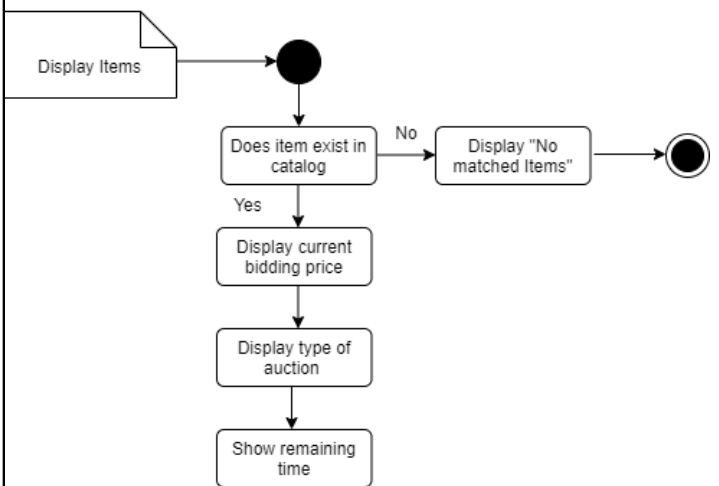 Display Items
Does item exist in
catalog
No
Display "No
matched Items"
Yes
Display current
bidding price
Display type of
auction
Show remaining
time